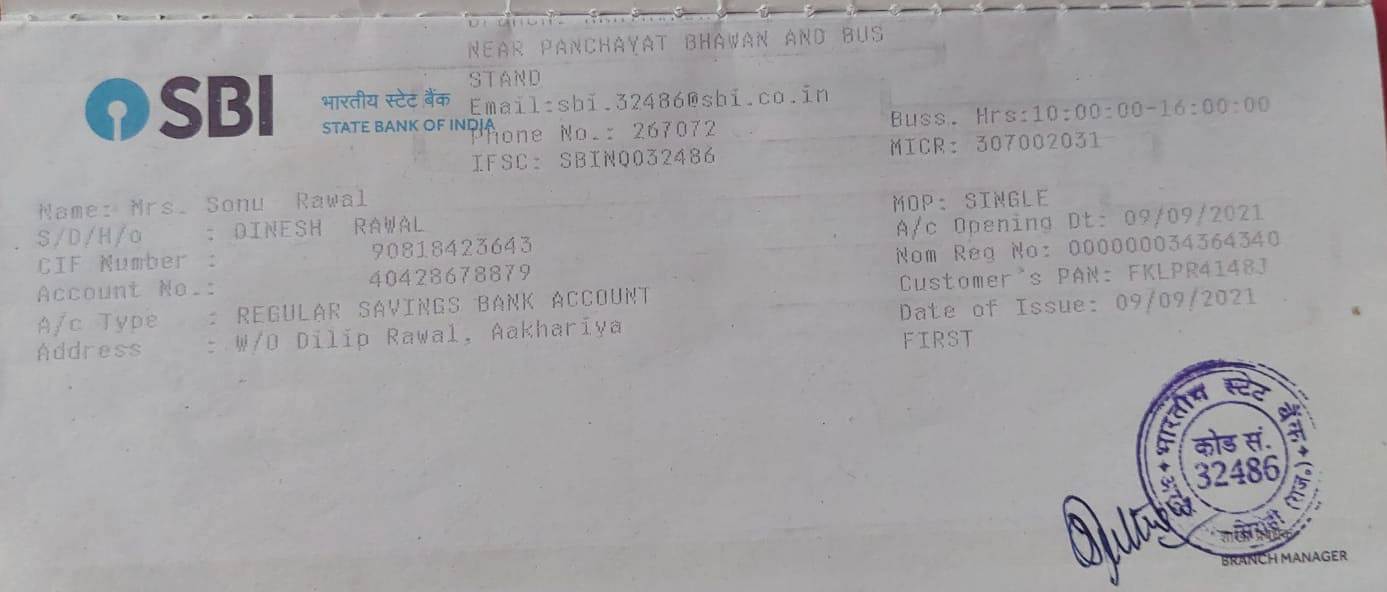 NEAR PANCHAYAT BHAWAN AND BUS
STAND
SBI
भारतीय स्टेट बैंक
STATE BANK OF INDIA
Email:sbi.32486@sbi.co.in
Phone No.: 267072
IFSC: SBIN0032486
Buss. Hrs:10:00:00-16:00:00
MICR: 307002031
Name: Mrs. Sonu Rawal
S/D/H/o : DINESH RAWAL
CIF Number : 90818423643
Account No.: 40428678879
A/c Type : REGULAR SAVINGS BANK ACCOUNT
Address : W/O Dilip Rawal, Aakhariya
MOP: SINGLE
A/c Opening Dt: 09/09/2021
Nom Reg No: 000000034364340
Customer's PAN: FKLPR4148J
Date of Issue: 09/09/2021
FIRST
भारतीय स्टेट बैंक
(राज.)
कोड सं.
32486
BRANCH MANAGER